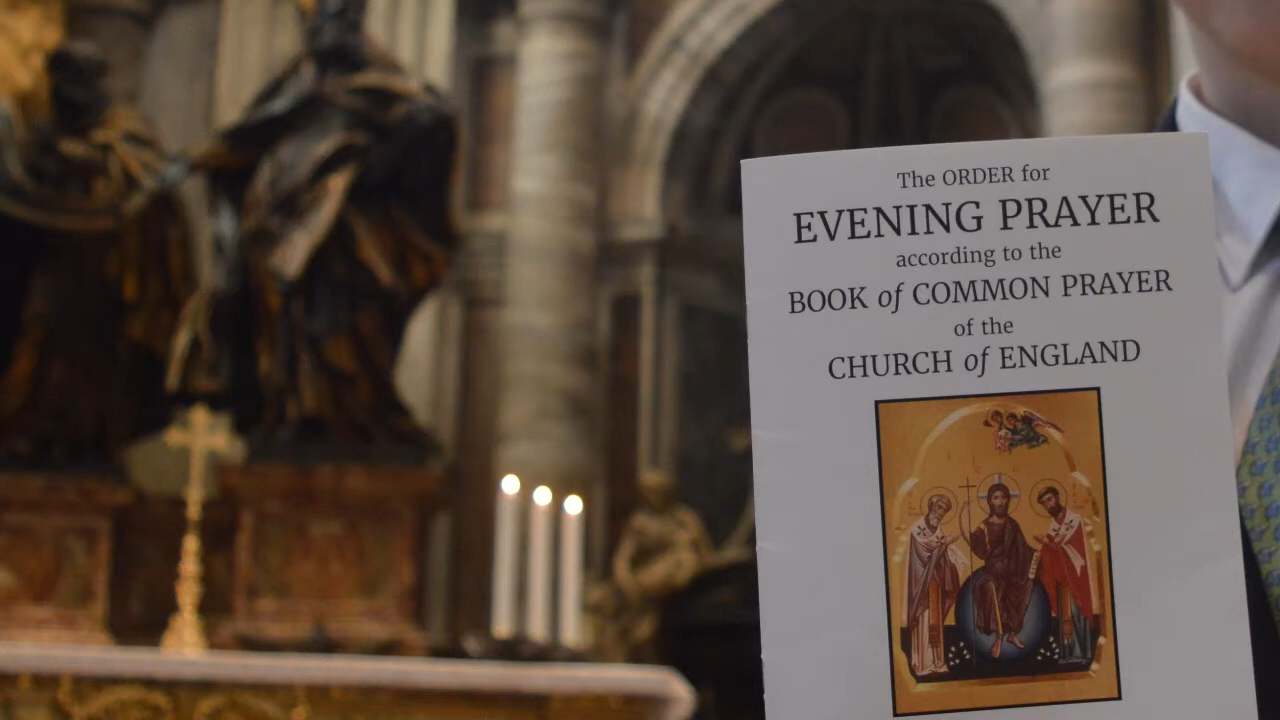 The ORDER for
EVENING PRAYER
according to the
BOOK of COMMON PRAYER
of the
CHURCH of ENGLAND